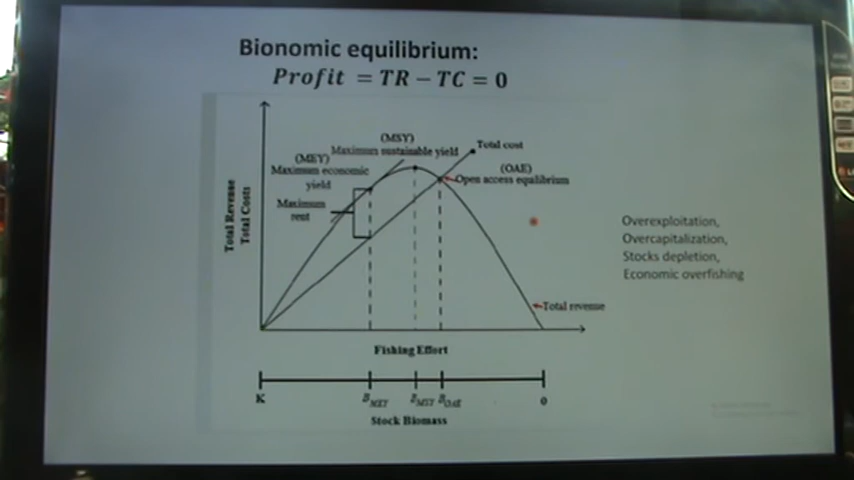 Bionomic equilibrium:
Profit = TR − TC = 0
(MSY)
Maximum sustainable yield
Total cost
(MEY)
Maximum economic
yield
(OAE)
Open access equilibrium
Maximum
rent
Total Revenue
Total Costs
Overexploitation,
Overcapitalization,
Stocks depletion,
Economic overfishing
Total revenue
Fishing Effort
K
B_MEY
B_MSY
B_OAE
0
Stock Biomass